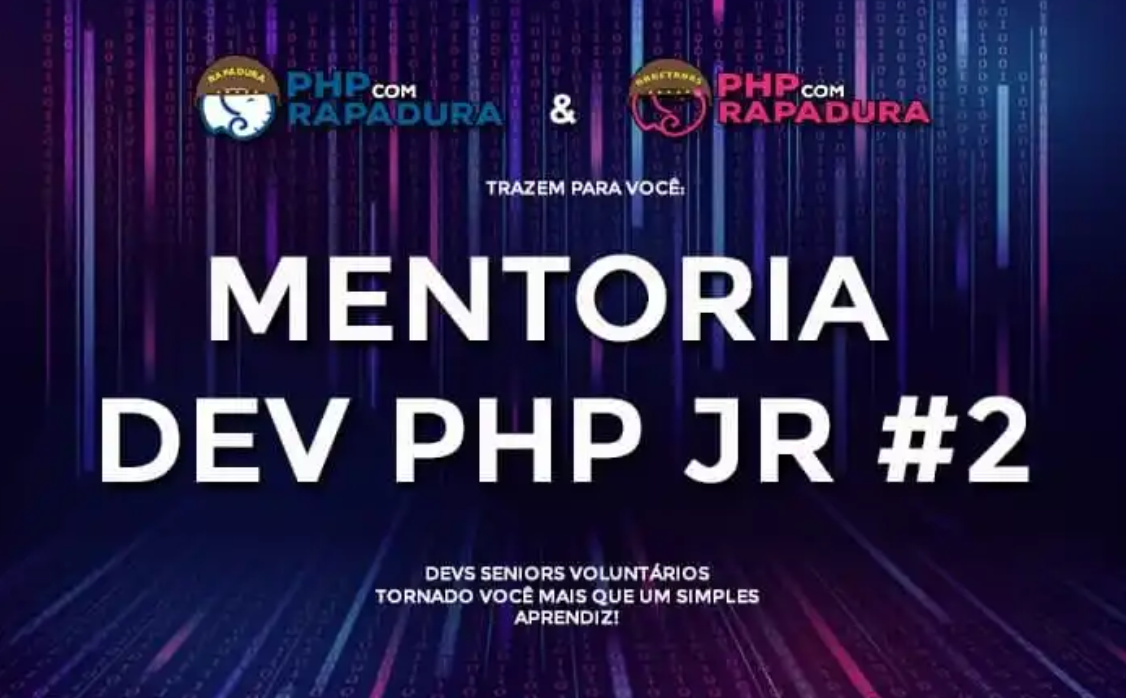 RAPADURA
PHP COM
RAPADURA
&
PHP COM
RAPADURA
TRAZEM PARA VOCÊ:
MENTORIA
DEV PHP JR #2
DEVS SENIORS VOLUNTÁRIOS
TORNADO VOCÊ MAIS QUE UM SIMPLES
APRENDIZ!